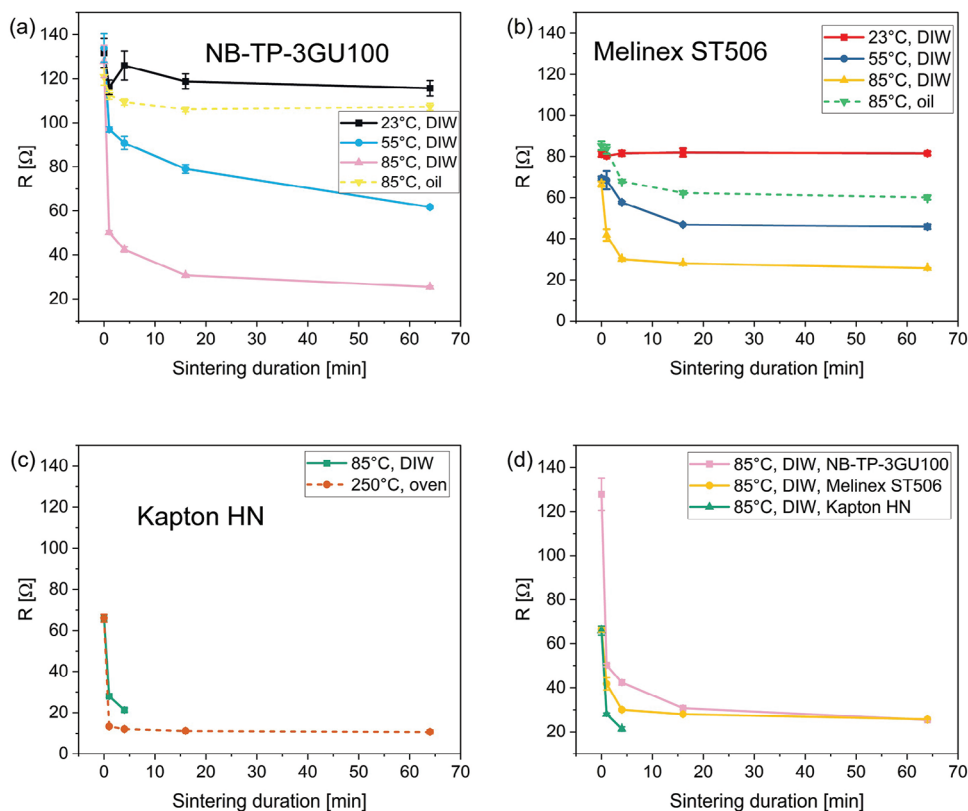 (a)
NB-TP-3GU100
R [Ω]
140
120
100
80
60
40
20
23°C, DIW
55°C, DIW
85°C, DIW
85°C, oil
0 10 20 30 40 50 60 70
Sintering duration [min]
(b)
Melinex ST506
R [Ω]
140
120
100
80
60
40
20
0
23°C, DIW
55°C, DIW
85°C, DIW
85°C, oil
0 10 20 30 40 50 60 70
Sintering duration [min]
(c)
Kapton HN
R [Ω]
140
120
100
80
60
40
20
0
85°C, DIW
250°C, oven
0 10 20 30 40 50 60 70
Sintering duration [min]
(d)
R [Ω]
140
120
100
80
60
40
20
85°C, DIW, NB-TP-3GU100
85°C, DIW, Melinex ST506
85°C, DIW, Kapton HN
0 10 20 30 40 50 60 70
Sintering duration [min]